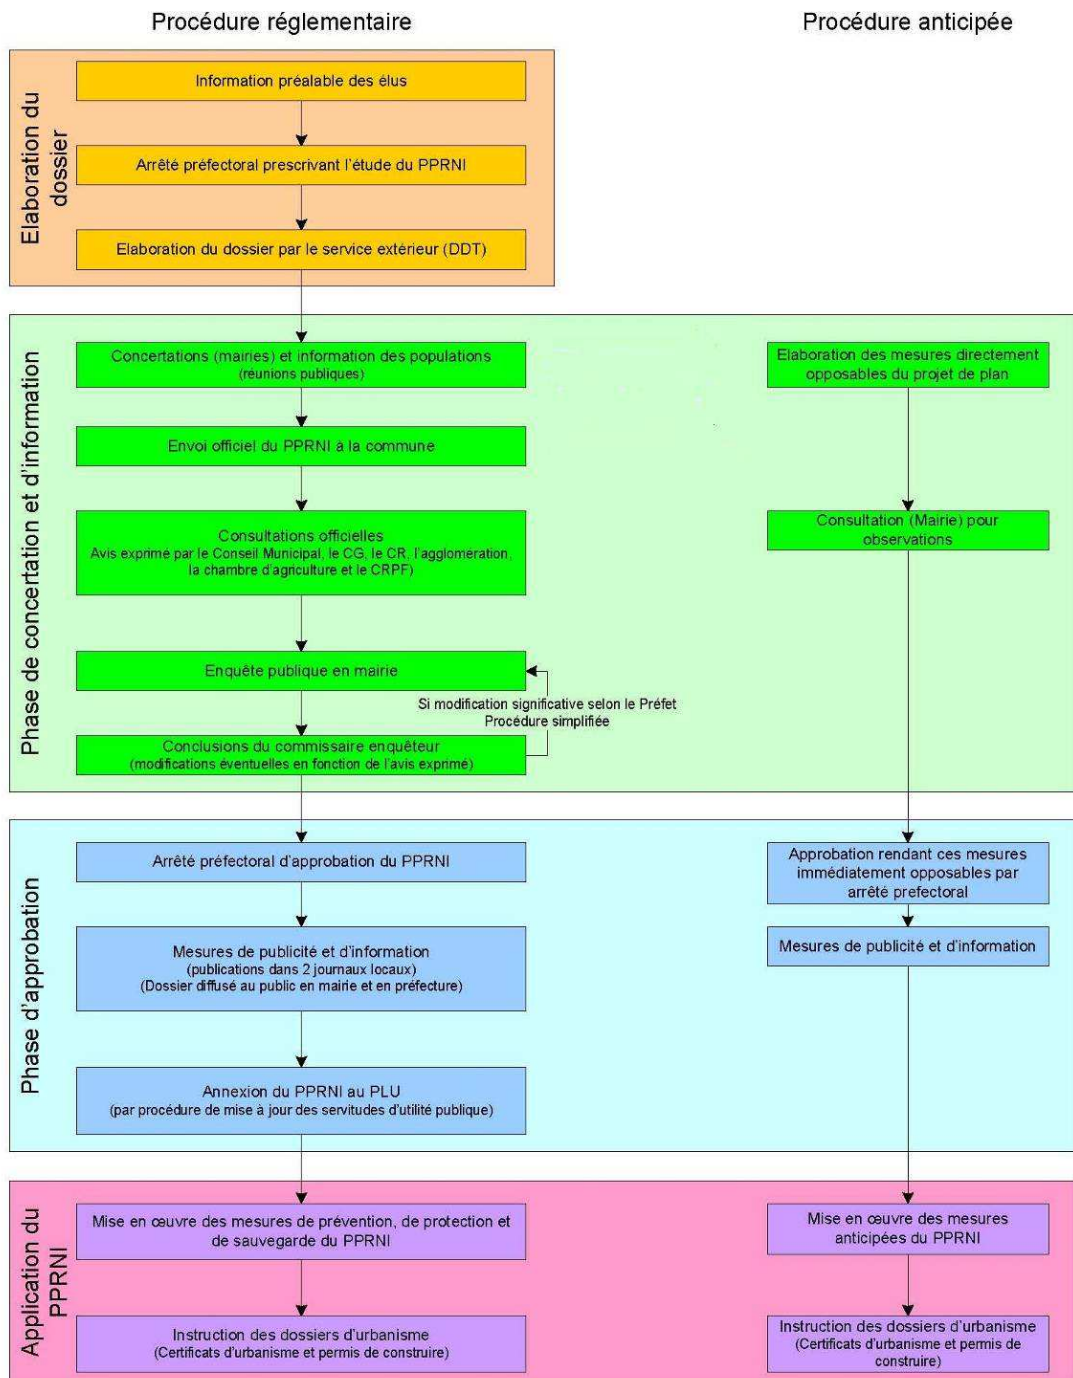 Procédure réglementaire
Procédure anticipée
Elaboration du
dossier
Information préalable des élus
Arrêté préfectoral prescrivant l'étude du PPRNI
Elaboration du dossier par le service extérieur (DDT)
Phase de concertation et d'information
Concertations (mairies) et information des populations
(réunions publiques)
Envoi officiel du PPRNI à la commune
Consultations officielles
Avis exprimé par le Conseil Municipal, le CG, le CR, l'agglomération,
la chambre d'agriculture et le CRPF)
Enquête publique en mairie
Si modification significative selon le Préfet
Procédure simplifiée
Conclusions du commissaire enquêteur
(modifications éventuelles en fonction de l'avis exprimé)
Elaboration des mesures directement
opposables du projet de plan
Consultation (Mairie) pour
observations
Phase d'approbation
Arrêté préfectoral d'approbation du PPRNI
Mesures de publicité et d'information
(publications dans 2 journaux locaux)
(Dossier diffusé au public en mairie et en préfecture)
Annexion du PPRNI au PLU
(par procédure de mise à jour des servitudes d'utilité publique)
Approbation rendant ces mesures
immédiatement opposables par
arrêté prefectoral
Mesures de publicité et d'information
Application du
PPRNI
Mise en œuvre des mesures de prévention, de protection et
de sauvegarde du PPRNI
Instruction des dossiers d'urbanisme
(Certificats d'urbanisme et permis de construire)
Mise en œuvre des mesures
anticipées du PPRNI
Instruction des dossiers d'urbanisme
(Certificats d'urbanisme et permis de
construire)